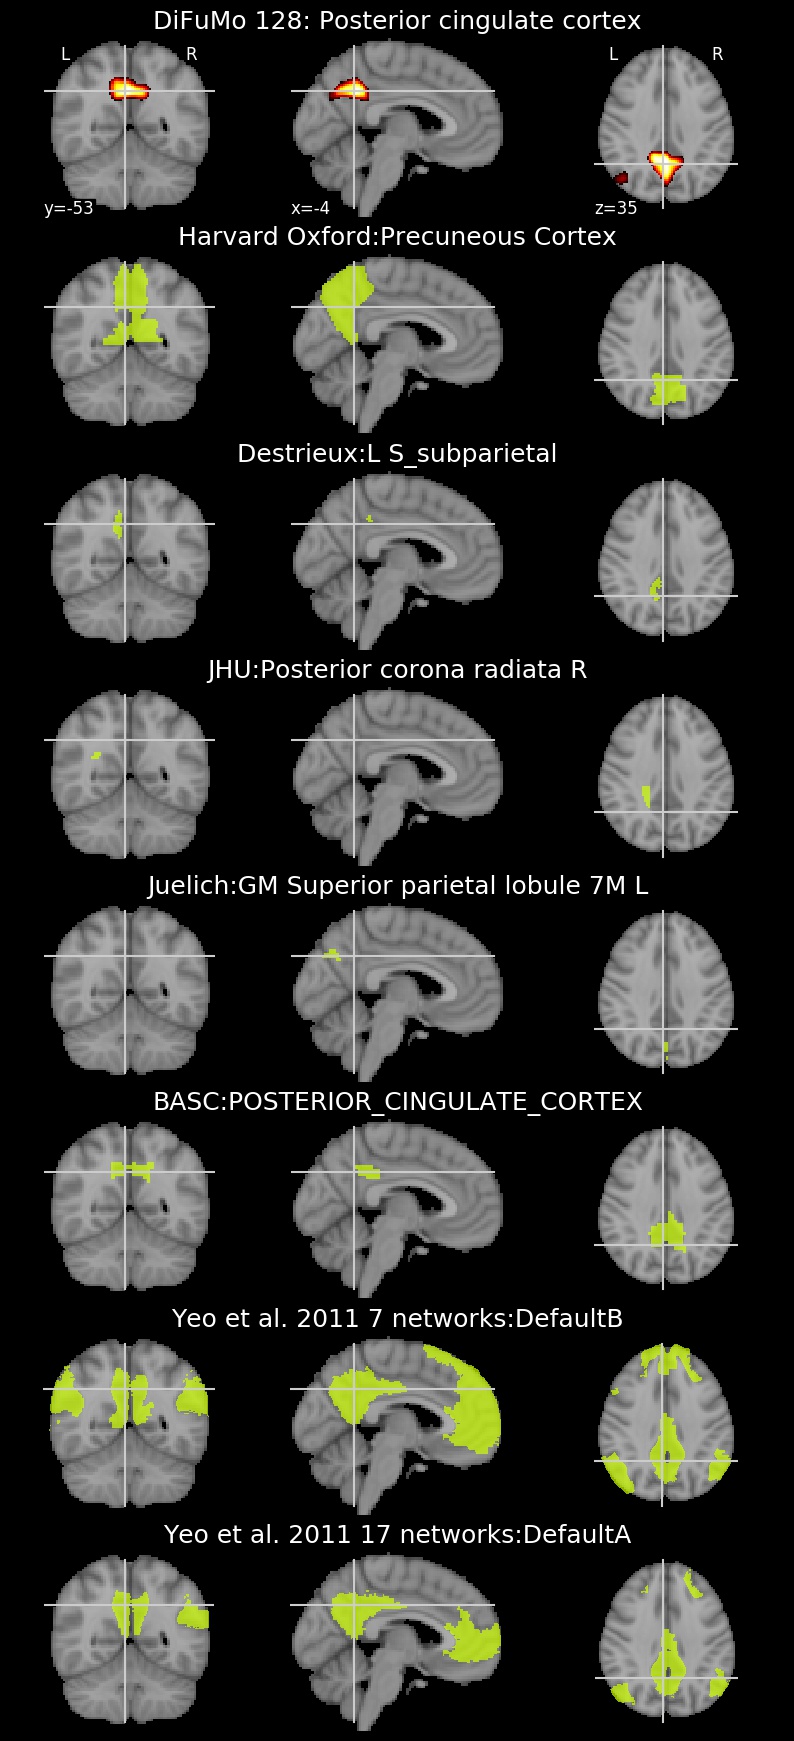 DiFuMo 128: Posterior cingulate cortex
L R L R
y=-53 x=-4 z=35
Harvard Oxford:Precuneous Cortex
Destrieux:L S_subparietal
JHU:Posterior corona radiata R
Juelich:GM Superior parietal lobule 7M L
BASC:POSTERIOR_CINGULATE_CORTEX
Yeo et al. 2011 7 networks:DefaultB
Yeo et al. 2011 17 networks:DefaultA